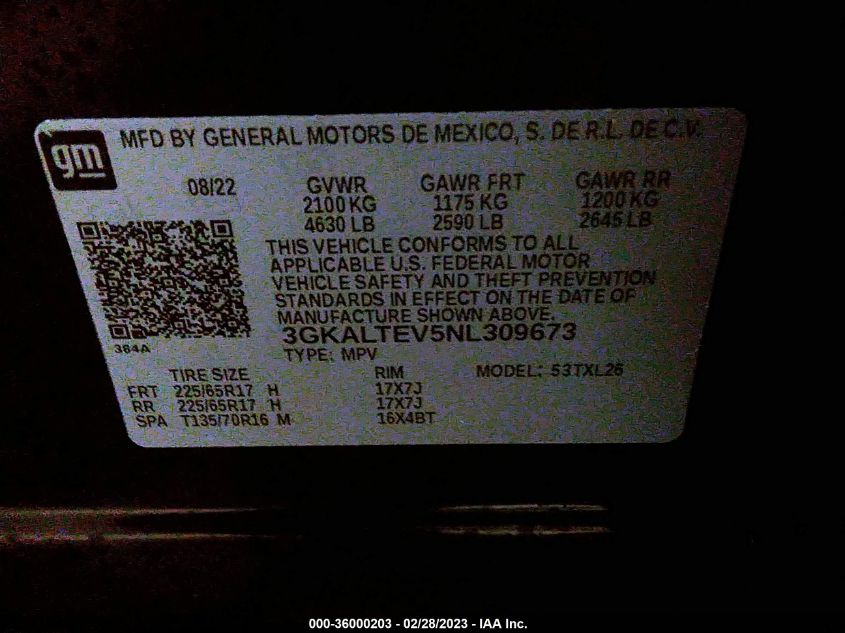 gm
MFD BY GENERAL MOTORS DE MEXICO, S. DE R.L. DE C.V.
08/22 GVWR GAWR FRT GAWR RR
2100 KG 1175 KG 1200 KG
4630 LB 2590 LB 2645 LB
THIS VEHICLE CONFORMS TO ALL
APPLICABLE U.S. FEDERAL MOTOR
VEHICLE SAFETY AND THEFT PREVENTION
STANDARDS IN EFFECT ON THE DATE OF
MANUFACTURE SHOWN ABOVE.
3GKALTEV5NL309673
384A
TYPE: MPV
TIRE SIZE RIM MODEL: 53TXL26
FRT 225/65R17 H 17X7J
RR 225/65R17 H 17X7J
SPA T135/70R16 M 16X4BT
000-36000203 - 02/28/2023 - IAA Inc.